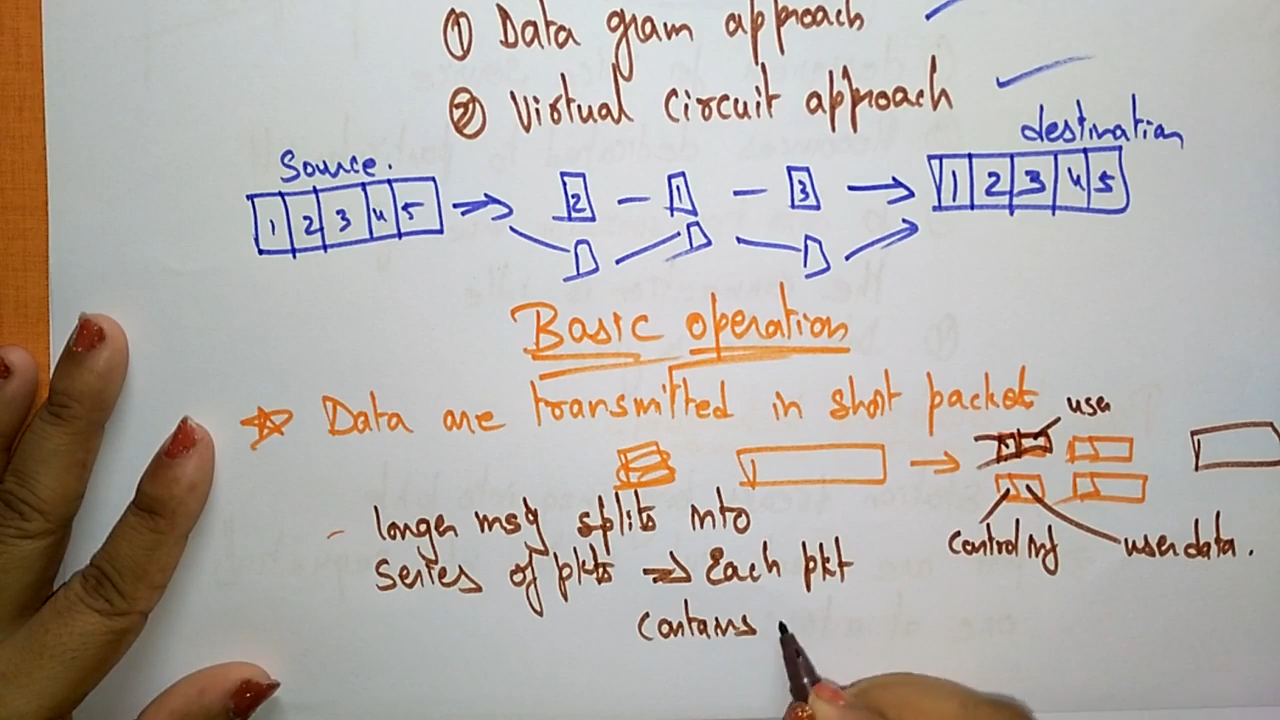 ① Data gram approach
② Virtual Circuit approach
Source.
destination
1 2 3 4 5
2 1 3
1 2 3 4 5
Basic operation
Data are transmitted in short packets
use
longer msg splits into
series of pkts → Each pkt
contains
control inf
user data.